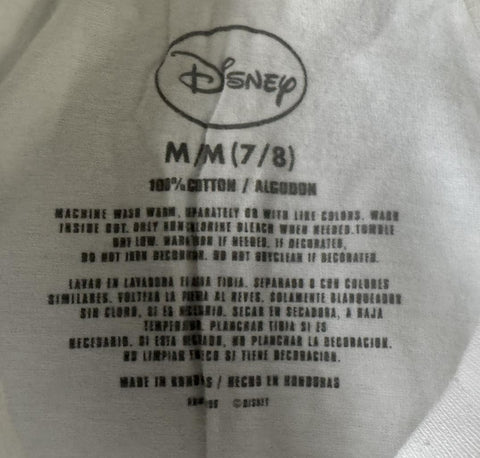 Disney
M/M (7/8)
100% COTTON / ALGODON
MACHINE WASH WARM, SEPARATELY OR WITH LIKE COLORS. WASH
INSIDE OUT. ONLY NON-CHLORINE BLEACH WHEN NEEDED. TUMBLE
DRY LOW. WARM IRON IF NEEDED. IF DECORATED,
DO NOT IRON DECORATION. DO NOT DRYCLEAN IF DECORATED.
LAVAR EN LAVADORA EN AGUA TIBIA. SEPARADO O CON COLORES
SIMILARES. VOLTEAR LA PIEZA AL REVES. SOLAMENTE BLANQUEADOR
SIN CLORO, SI ES NECESARIO. SECAR EN SECADORA, A BAJA
TEMPERATURA. PLANCHAR TIBIA SI ES
NECESARIO. SI ESTA DECORADO, NO PLANCHAR LA DECORACION.
NO LIMPIAR EN SECO SI TIENE DECORACION.
MADE IN HONDURAS / HECHO EN HONDURAS
©DISNEY